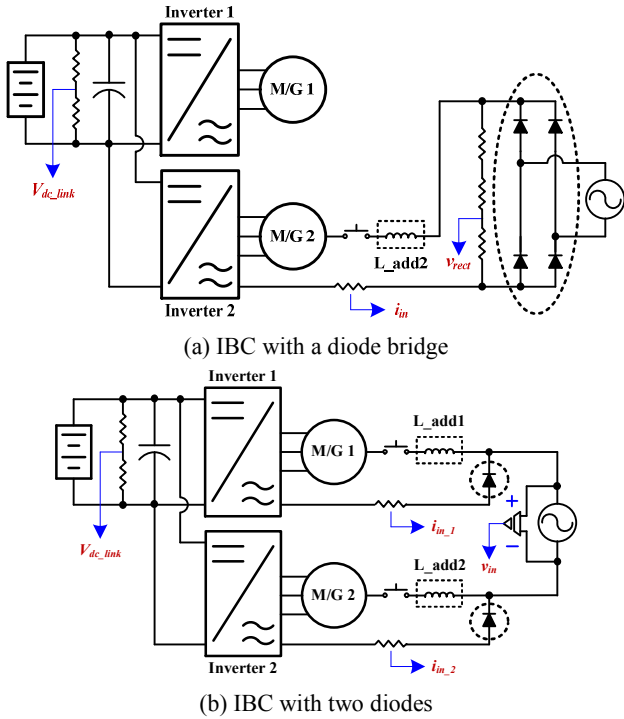 Inverter 1
M/G 1
V_dc_link
M/G 2
L_add2
v_rect
Inverter 2
i_in
(a) IBC with a diode bridge
Inverter 1
L_add1
M/G 1
+
i_in_1
V_dc_link
v_in
−
L_add2
M/G 2
i_in_2
Inverter 2
(b) IBC with two diodes